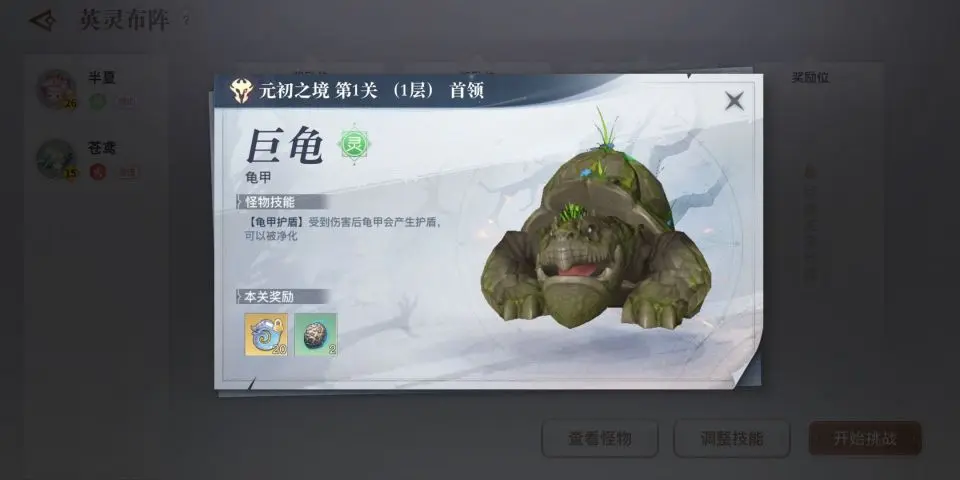 英灵布阵
?
半夏
26
苍鸢
15
奖励位
元初之境 第1关 （1层） 首领
巨龟
灵
龟甲
怪物技能
【龟甲护盾】受到伤害后龟甲会产生护盾，
可以被净化
本关奖励
20
2
查看怪物
调整技能
开始挑战